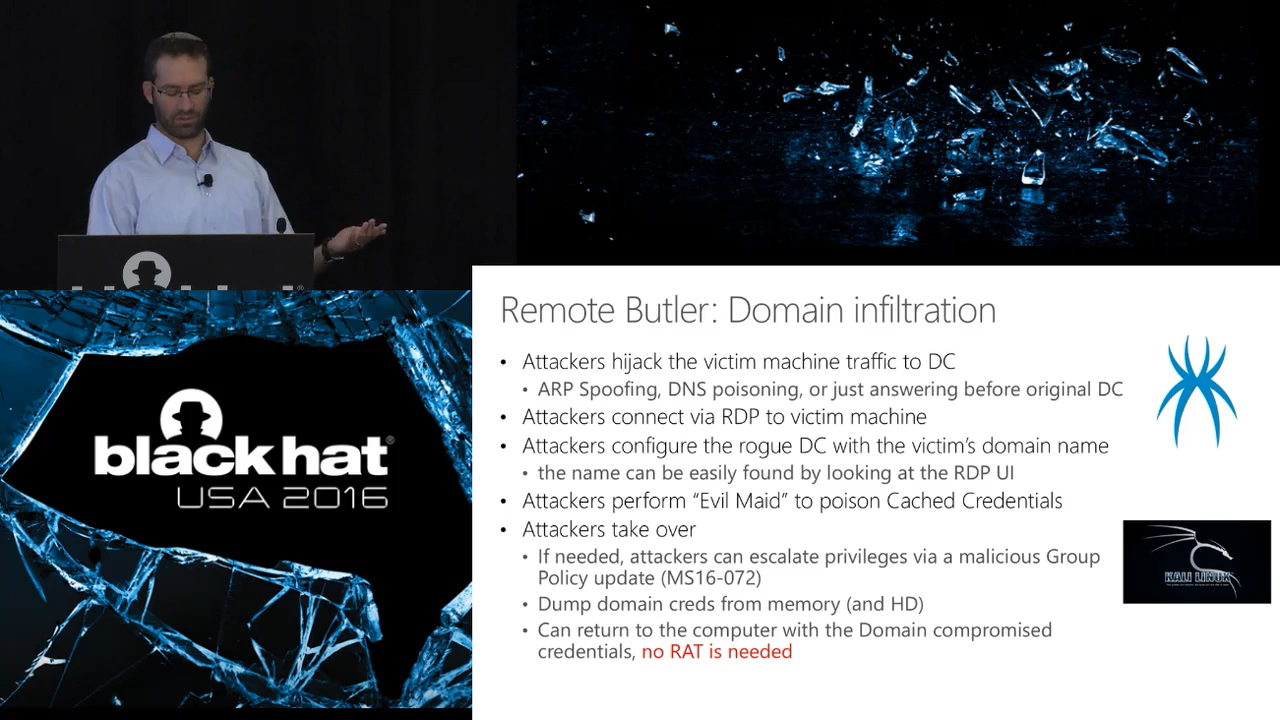 black hat®
USA 2016
Remote Butler: Domain infiltration
• Attackers hijack the victim machine traffic to DC
• ARP Spoofing, DNS poisoning, or just answering before original DC
• Attackers connect via RDP to victim machine
• Attackers configure the rogue DC with the victim's domain name
• the name can be easily found by looking at the RDP UI
• Attackers perform “Evil Maid” to poison Cached Credentials
• Attackers take over
• If needed, attackers can escalate privileges via a malicious Group
Policy update (MS16-072)
• Dump domain creds from memory (and HD)
• Can return to the computer with the Domain compromised
credentials, no RAT is needed
KALI LINUX